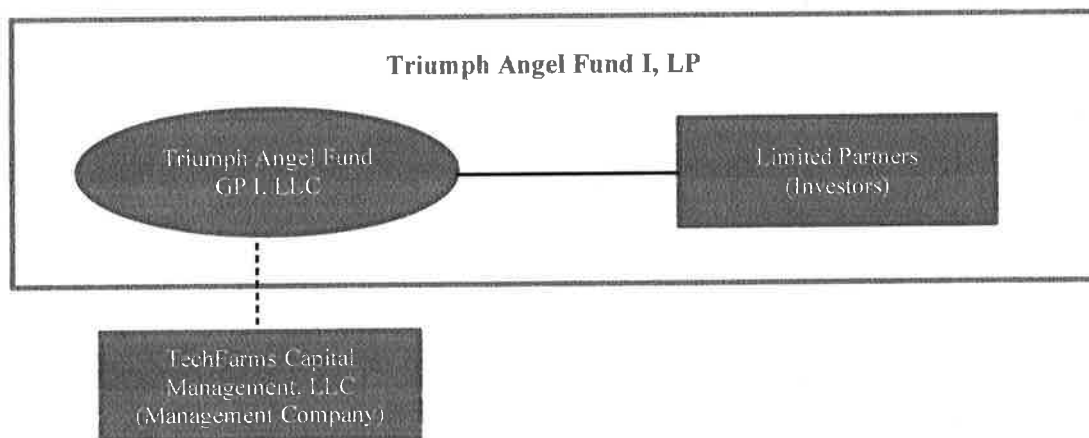 Triumph Angel Fund I, LP
Triumph Angel Fund
GP I, LLC
Limited Partners
(Investors)
TechFarms Capital
Management, LLC
(Management Company)